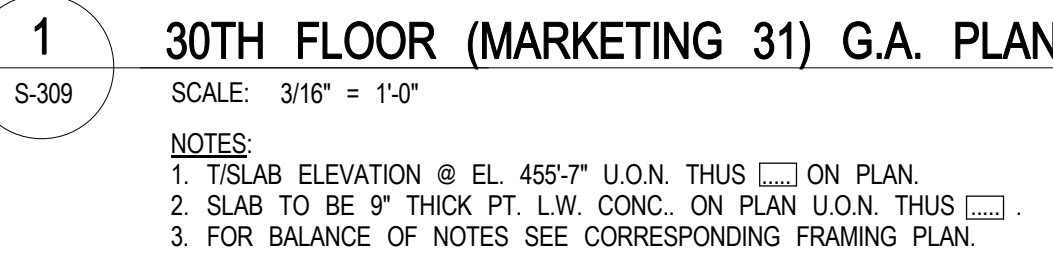 1
S-309
30TH FLOOR (MARKETING 31) G.A. PLAN
SCALE: 3/16" = 1'-0"
NOTES:
1. T/SLAB ELEVATION @ EL. 455'-7" U.O.N. THUS ..... ON PLAN.
2. SLAB TO BE 9" THICK PT. L.W. CONC.. ON PLAN U.O.N. THUS ..... .
3. FOR BALANCE OF NOTES SEE CORRESPONDING FRAMING PLAN.